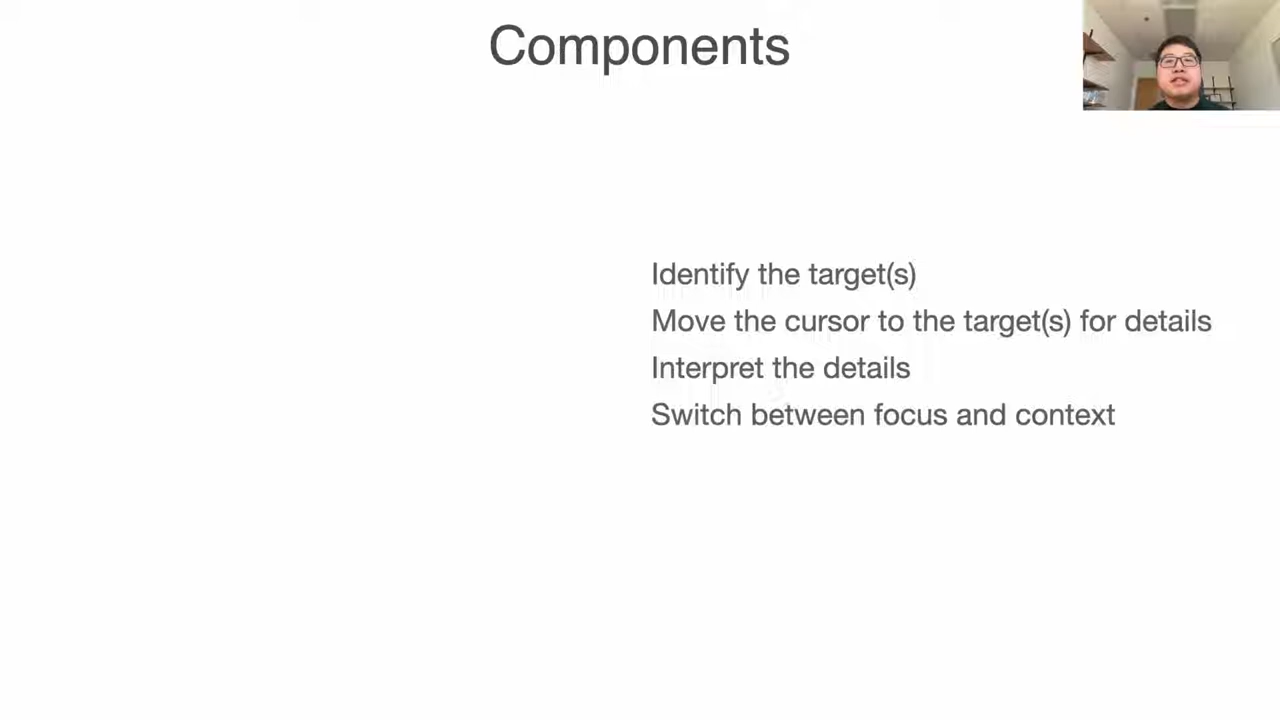 Components
Identify the target(s)
Move the cursor to the target(s) for details
Interpret the details
Switch between focus and context